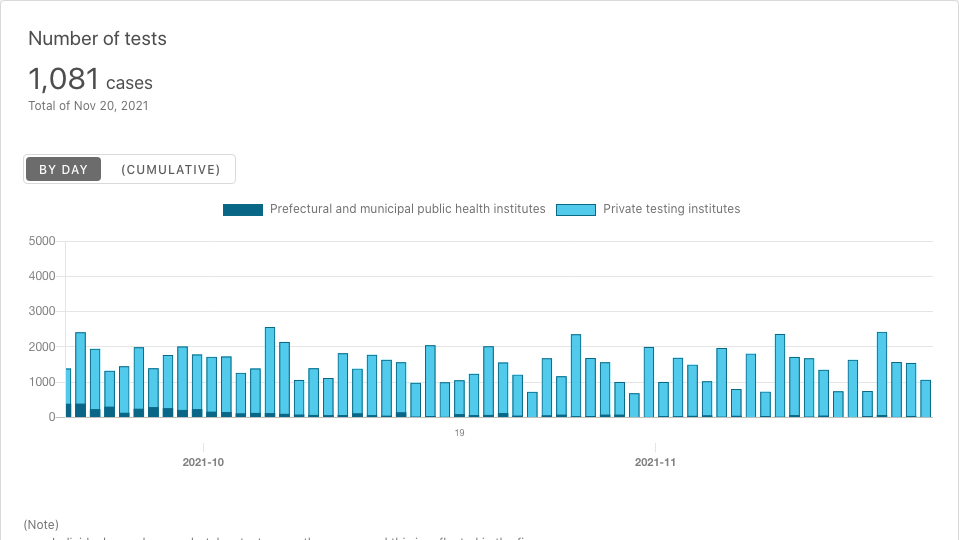 Number of tests
1,081 cases
Total of Nov 20, 2021
BY DAY (CUMULATIVE)
Prefectural and municipal public health institutes Private testing institutes
5000
4000
3000
2000
1000
0
19
2021-10 2021-11
(Note)